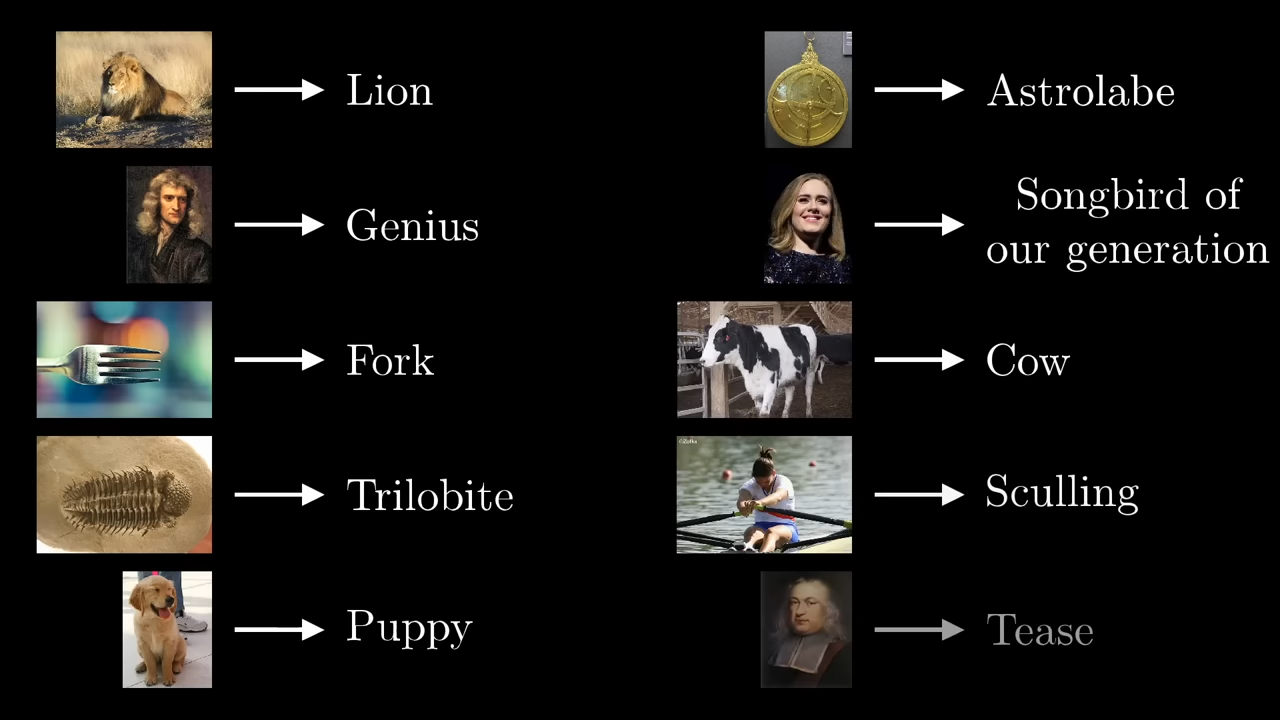 Lion
Genius
Fork
Trilobite
Puppy
Astrolabe
Songbird of
our generation
Cow
Sculling
Tease